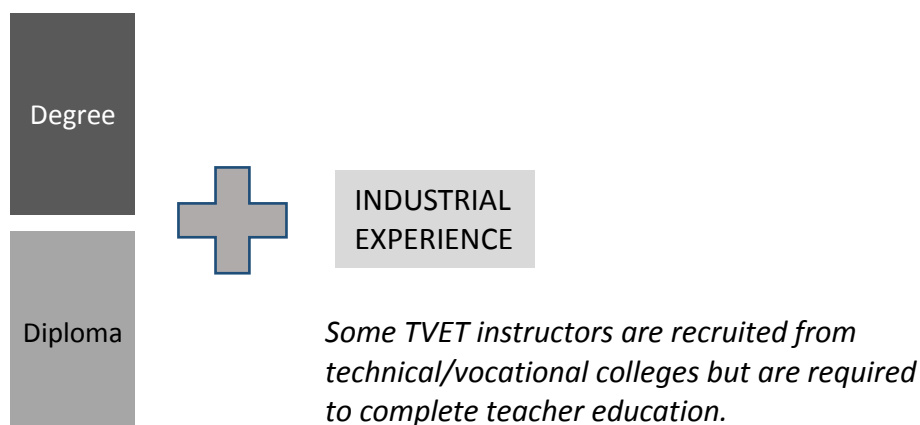 Degree
INDUSTRIAL
EXPERIENCE
Diploma
Some TVET instructors are recruited from
technical/vocational colleges but are required
to complete teacher education.